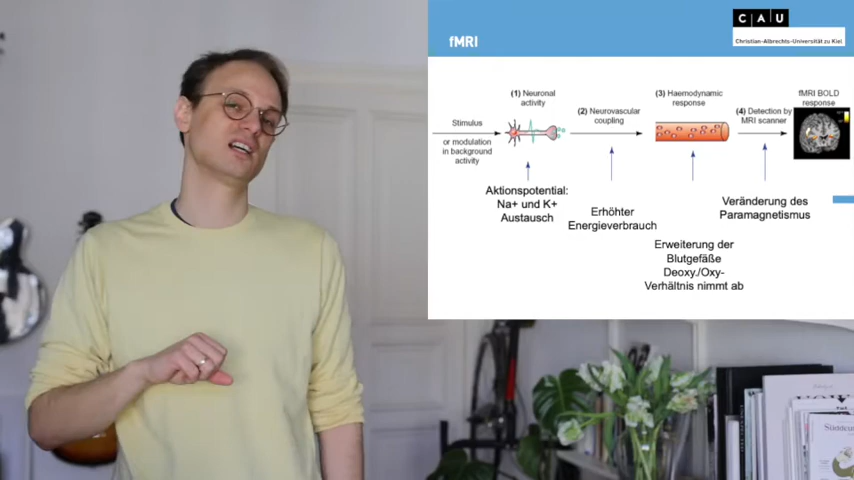 C A U
Christian-Albrechts-Universität zu Kiel
fMRI
(1) Neuronal
activity
(2) Neurovascular
coupling
(3) Haemodynamic
response
(4) Detection by
MRI scanner
fMRI BOLD
response
Stimulus
or modulation
in background
activity
Aktionspotential:
Na+ und K+
Austausch
Erhöhter
Energieverbrauch
Erweiterung der
Blutgefäße
Deoxy./Oxy-
Verhältnis nimmt ab
Veränderung des
Paramagnetismus